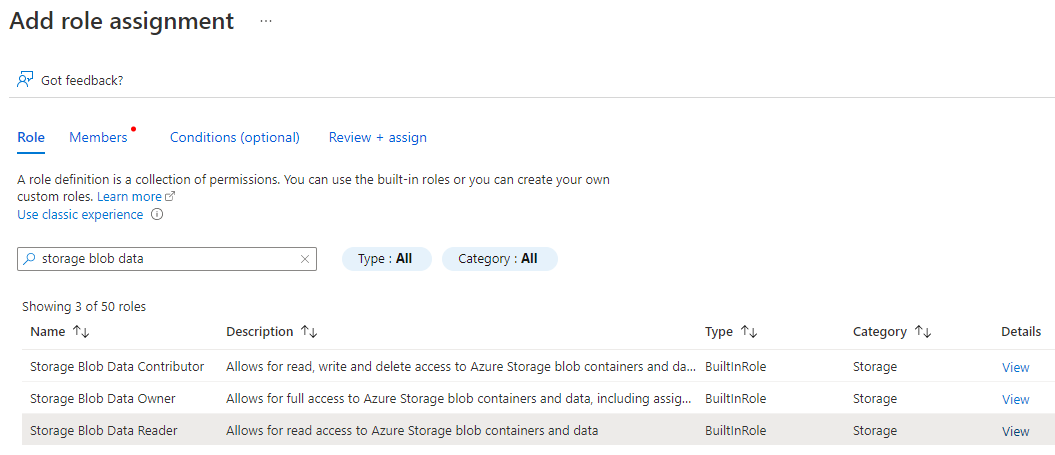 Add role assignment ...
Got feedback?
Role Members Conditions (optional) Review + assign
A role definition is a collection of permissions. You can use the built-in roles or you can create your own
custom roles. Learn more
Use classic experience
storage blob data Type : All Category : All
Showing 3 of 50 roles
Name Description Type Category Details
Storage Blob Data Contributor Allows for read, write and delete access to Azure Storage blob containers and da... BuiltInRole Storage View
Storage Blob Data Owner Allows for full access to Azure Storage blob containers and data, including assig... BuiltInRole Storage View
Storage Blob Data Reader Allows for read access to Azure Storage blob containers and data BuiltInRole Storage View